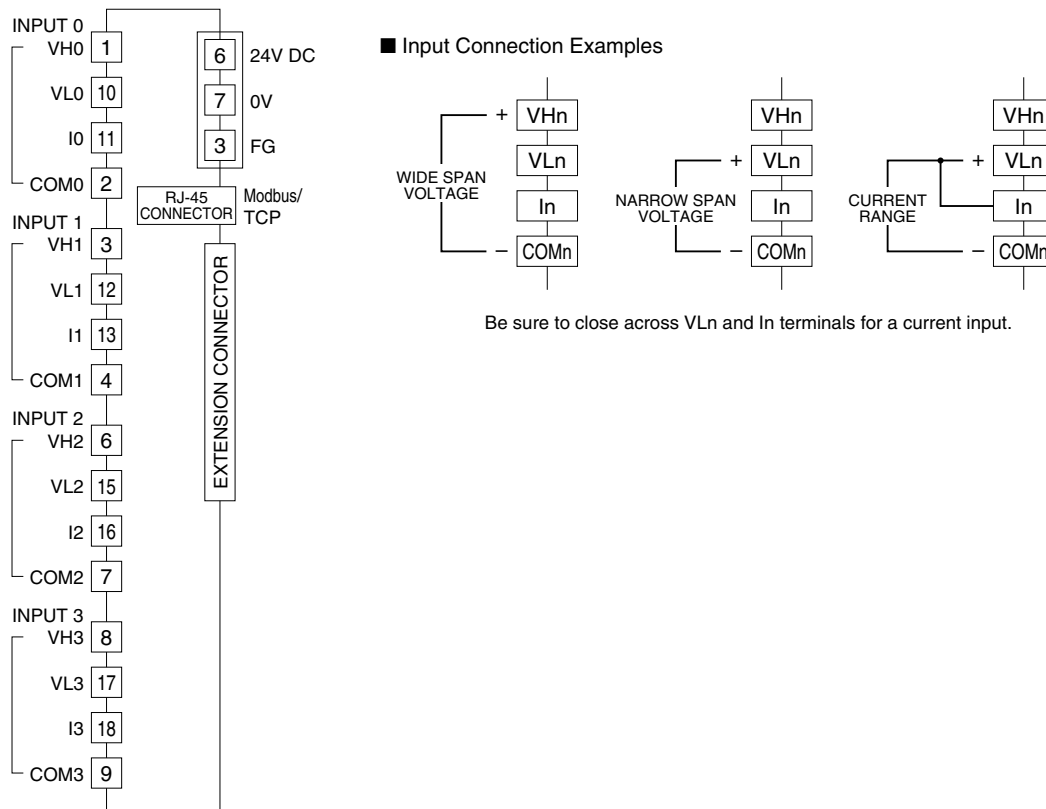 INPUT 0
VH0 1
VL0 10
I0 11
COM0 2
INPUT 1
VH1 3
VL1 12
I1 13
COM1 4
INPUT 2
VH2 6
VL2 15
I2 16
COM2 7
INPUT 3
VH3 8
VL3 17
I3 18
COM3 9
6 24V DC
7 0V
3 FG
RJ-45
CONNECTOR
Modbus/
TCP
EXTENSION CONNECTOR
■ Input Connection Examples
WIDE SPAN
VOLTAGE
+ VHn
VLn
In
– COMn
NARROW SPAN
VOLTAGE
VHn
+ VLn
In
– COMn
CURRENT
RANGE
VHn
+ VLn
In
– COMn
Be sure to close across VLn and In terminals for a current input.